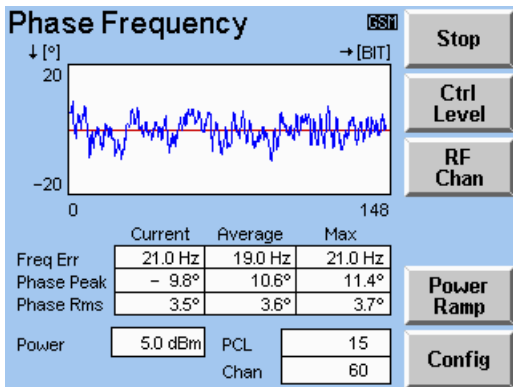 Phase Frequency GSM
↓ [°] → [BIT]
20
−20
0 148
Current Average Max
Freq Err 21.0 Hz 19.0 Hz 21.0 Hz
Phase Peak − 9.8° 10.6° 11.4°
Phase Rms 3.5° 3.6° 3.7°
Power 5.0 dBm PCL 15
Chan 60
Stop
Ctrl
Level
RF
Chan
Power
Ramp
Config